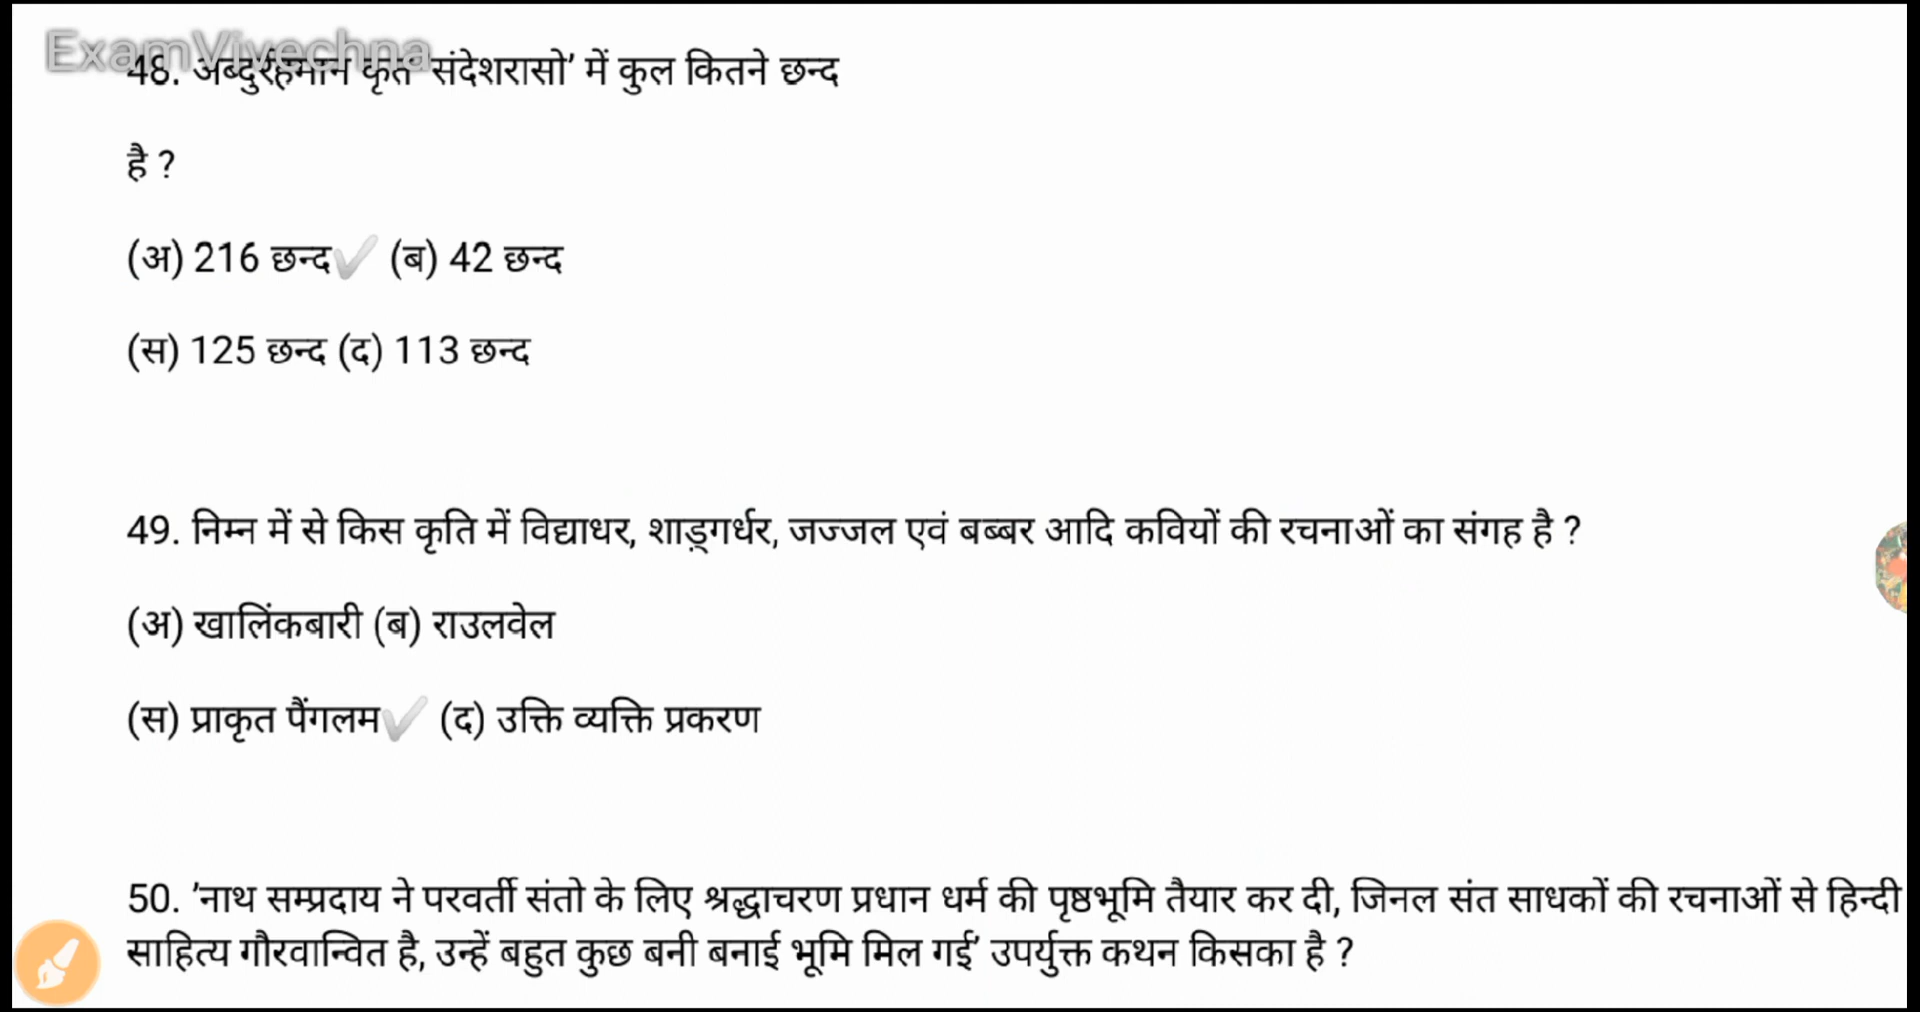 ExamVivechna
48. अब्दुर्रहमान कृत 'संदेशरासो' में कुल कितने छन्द
है ?
(अ) 216 छन्द✔ (ब) 42 छन्द
(स) 125 छन्द (द) 113 छन्द
49. निम्न में से किस कृति में विद्याधर, शाड़्गर्धर, जज्जल एवं बब्बर आदि कवियों की रचनाओं का संगह है ?
(अ) खालिंकबारी (ब) राउलवेल
(स) प्राकृत पैंगलम✔ (द) उक्ति व्यक्ति प्रकरण
50. 'नाथ सम्प्रदाय ने परवर्ती संतो के लिए श्रद्धाचरण प्रधान धर्म की पृष्ठभूमि तैयार कर दी, जिनल संत साधकों की रचनाओं से हिन्दी
साहित्य गौरवान्वित है, उन्हें बहुत कुछ बनी बनाई भूमि मिल गई' उपर्युक्त कथन किसका है ?